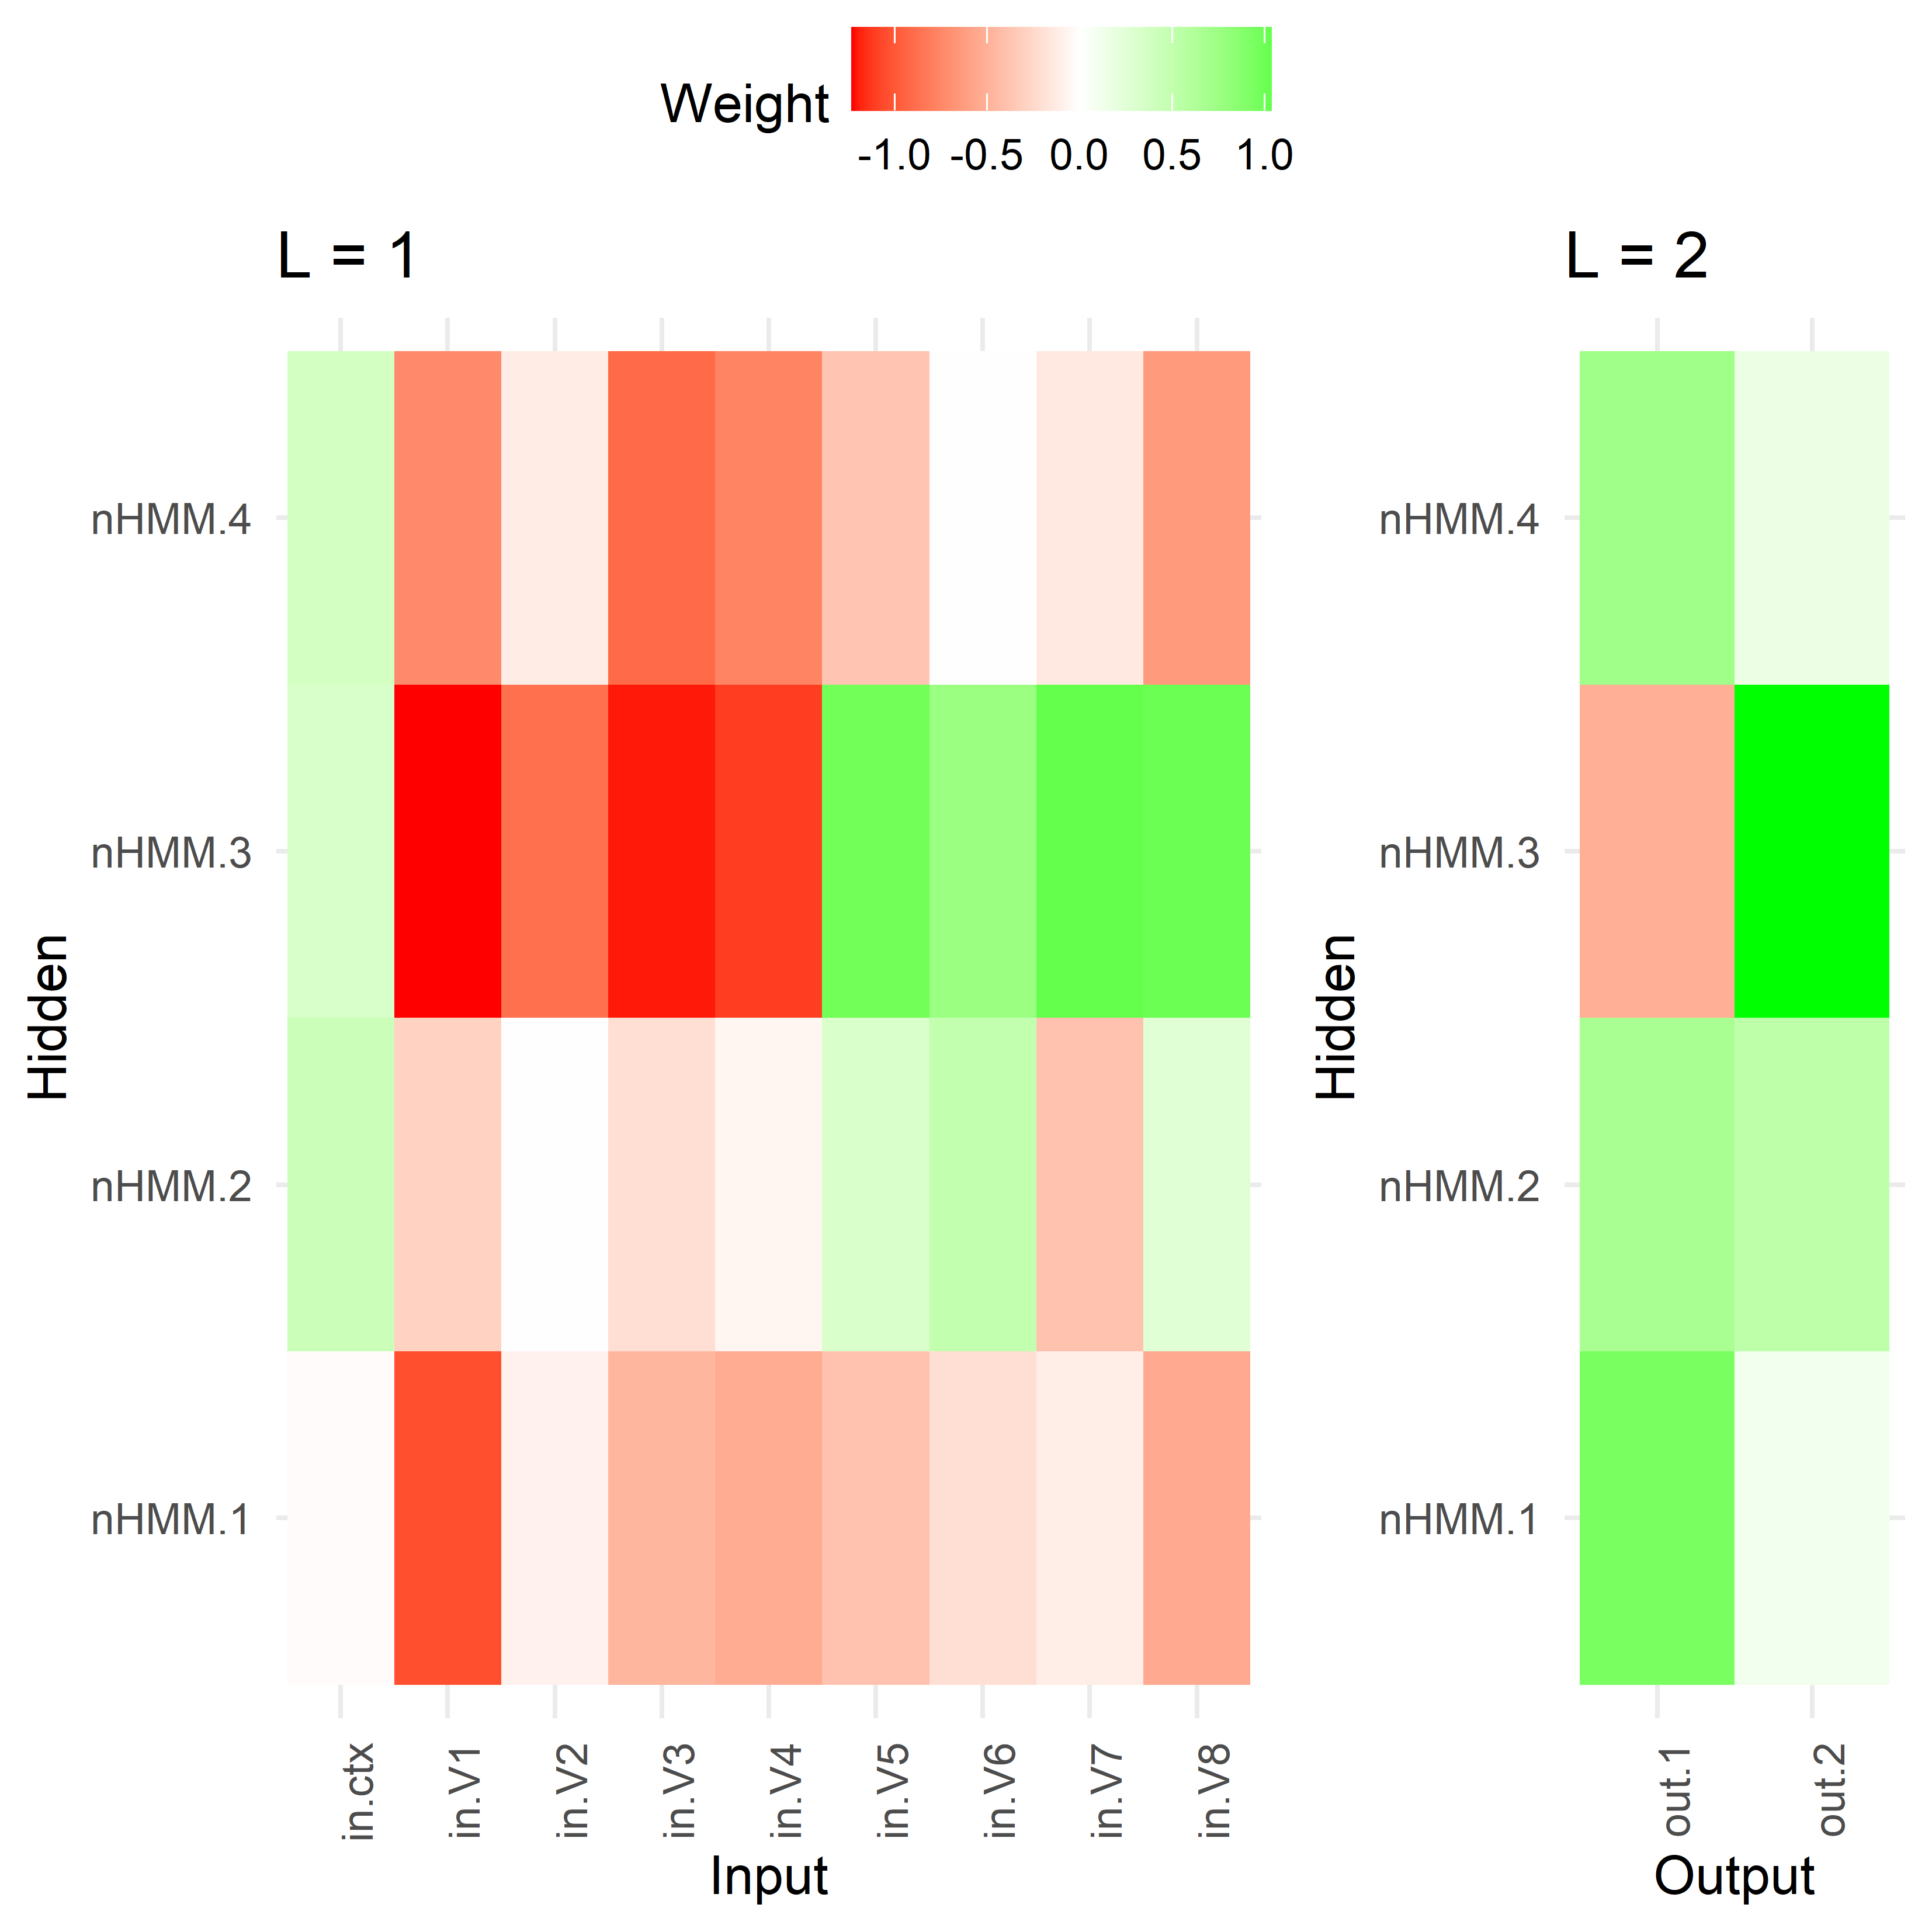 Weight
-1.0 -0.5 0.0 0.5 1.0
L = 1
nHMM.4
nHMM.3
nHMM.2
nHMM.1
Hidden
in.ctx in.V1 in.V2 in.V3 in.V4 in.V5 in.V6 in.V7 in.V8
Input
L = 2
nHMM.4
nHMM.3
nHMM.2
nHMM.1
Hidden
out.1 out.2
Output